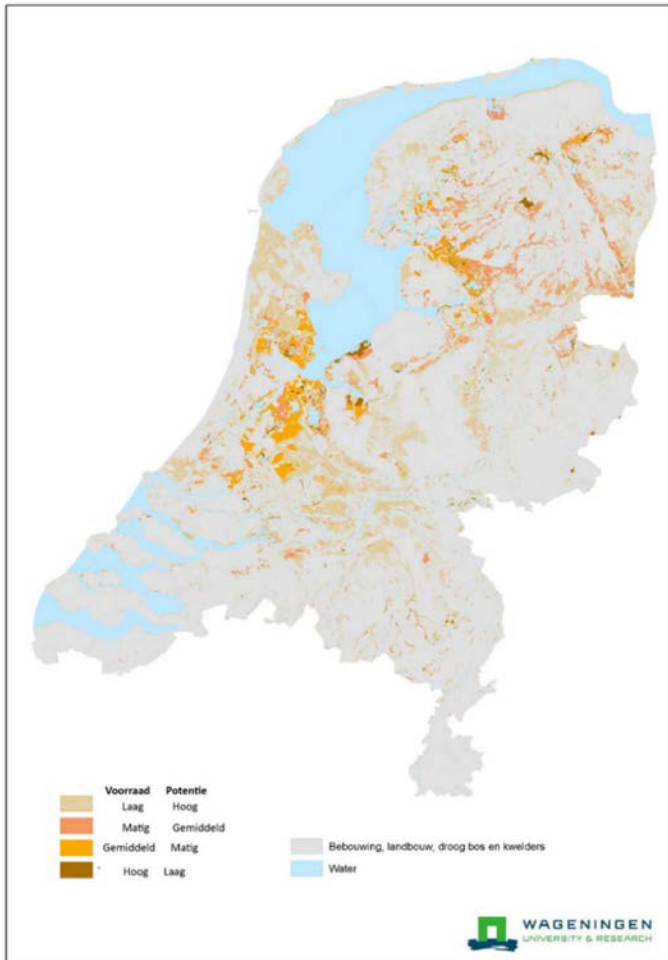 Voorraad Potentie
Laag Hoog
Matig Gemiddeld
Gemiddeld Matig
Hoog Laag
Bebouwing, landbouw, droog bos en kwelders
Water
WAGENINGEN
UNIVERSITY & RESEARCH